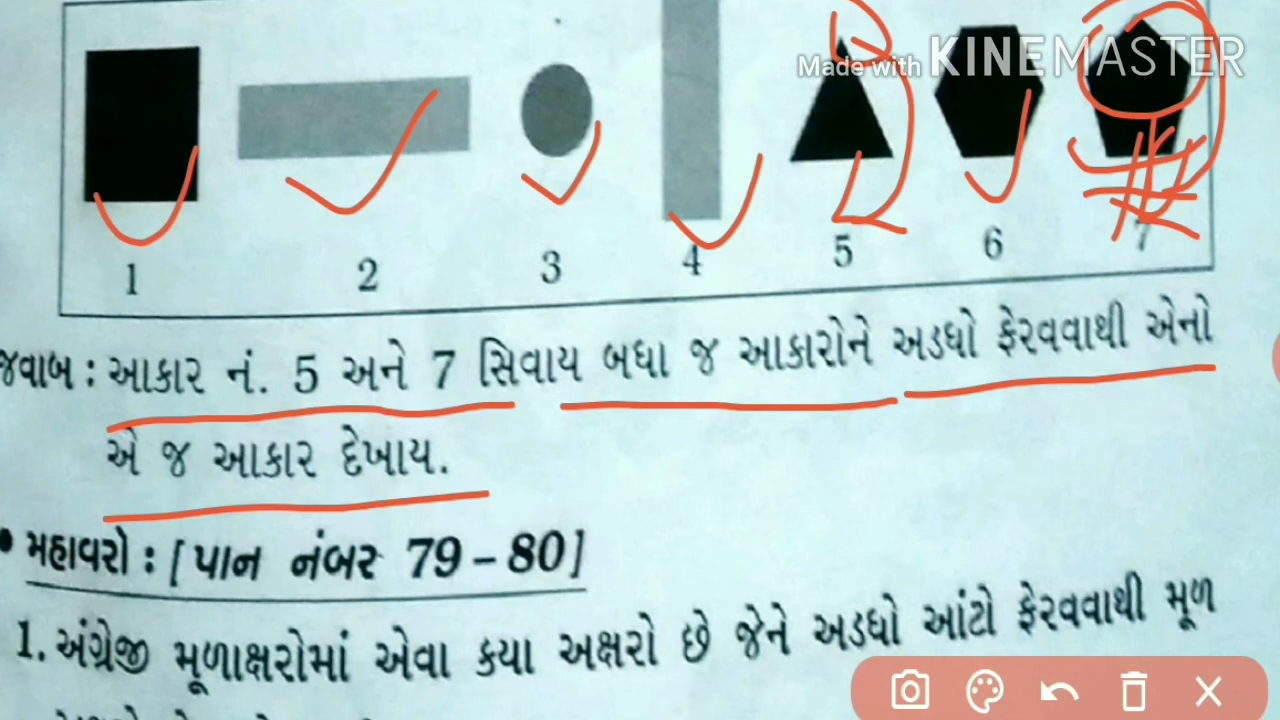 Made with KINEMASTER
1 2 3 4 5 6 7
જવાબ : આકાર નં. 5 અને 7 સિવાય બધા જ આકારોને અડધો ફેરવવાથી એનો
એ જ આકાર દેખાય.
• મહાવરો : [પાન નંબર 79 – 80]
1. અંગ્રેજી મૂળાક્ષરોમાં એવા કયા અક્ષરો છે જેને અડધો આંટો ફેરવવાથી મૂળ